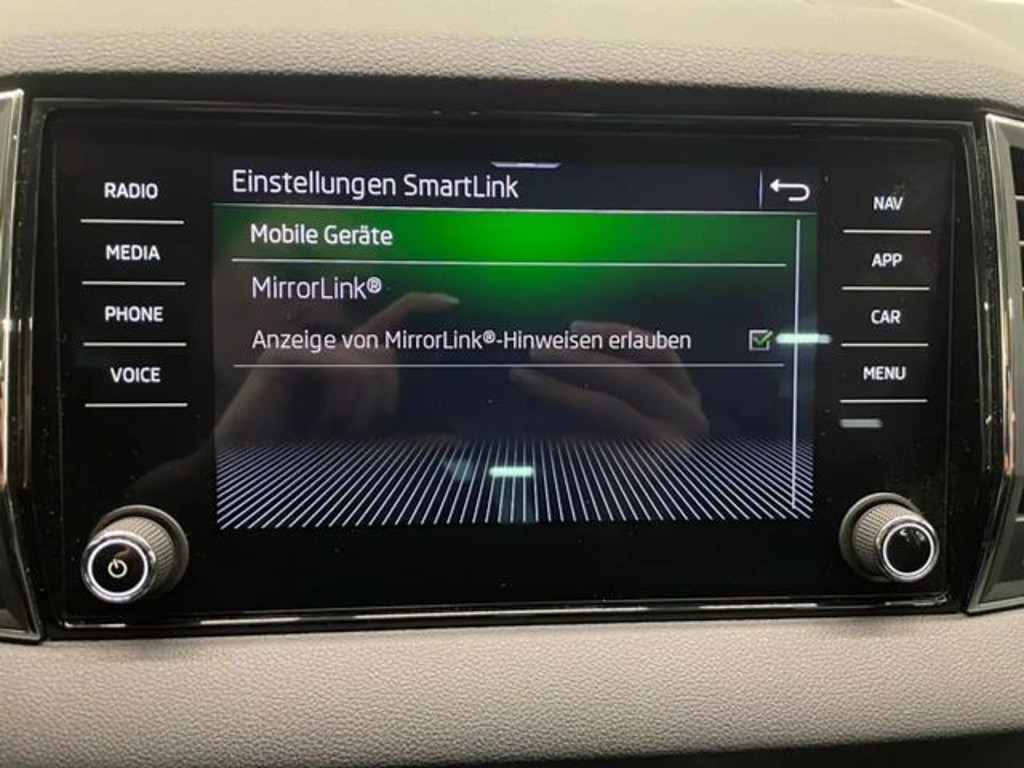 RADIO
MEDIA
PHONE
VOICE
Einstellungen SmartLink
Mobile Geräte
MirrorLink®
Anzeige von MirrorLink®-Hinweisen erlauben
NAV
APP
CAR
MENU